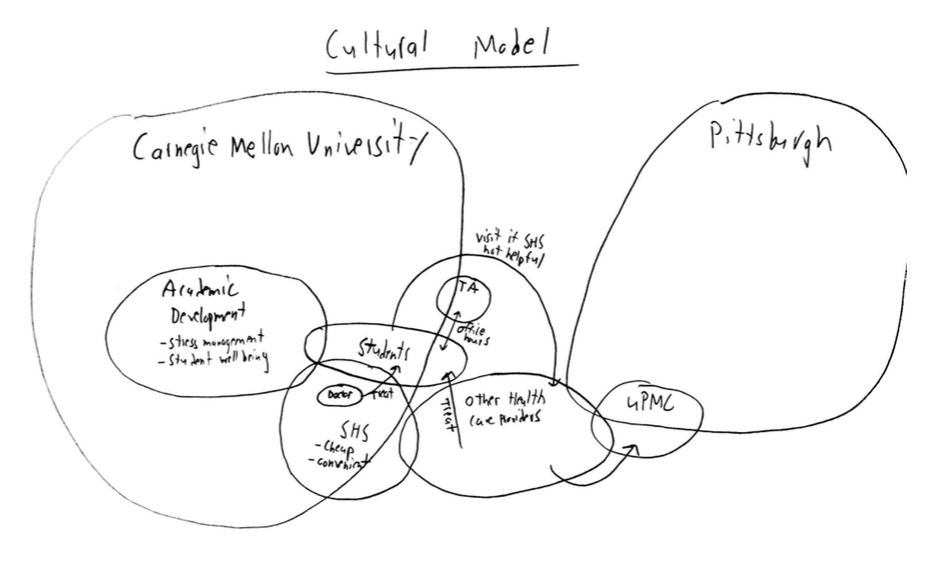 Cultural Model
Carnegie Mellon University
Pittsburgh
visit if SHS
not helpful
TA
office
hours
Academic
Development
-stress management
-student well being
Students
Doctor
Treat
Treat
Other Health
Care Providers
UPMC
SHS
-cheap
-convenient